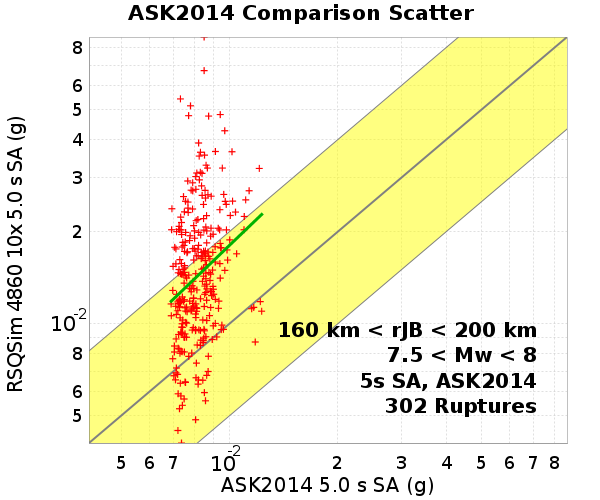 ASK2014 Comparison Scatter
RSQSim 4860 10x 5.0 s SA (g)
8
6
5
4
3
2
10-2
8
6
5
160 km < rJB < 200 km
7.5 < Mw < 8
5s SA, ASK2014
302 Ruptures
5 6 7 10-2 2 3 4 5 6 7 8
ASK2014 5.0 s SA (g)